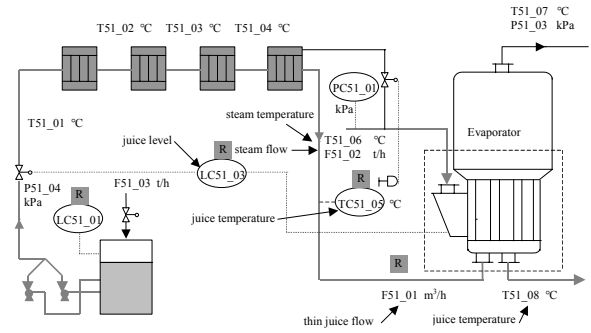 T51_07 ℃
P51_03 kPa
T51_02 ℃ T51_03 ℃ T51_04 ℃
PC51_01
kPa
steam temperature
T51_01 ℃
T51_06 ℃
F51_02 t/h
Evaporator
juice level
R steam flow
LC51_03
P51_04
kPa
R
F51_03 t/h
R
LC51_01
TC51_05 ℃
juice temperature
R
F51_01 m³/h
T51_08 ℃
thin juice flow
juice temperature